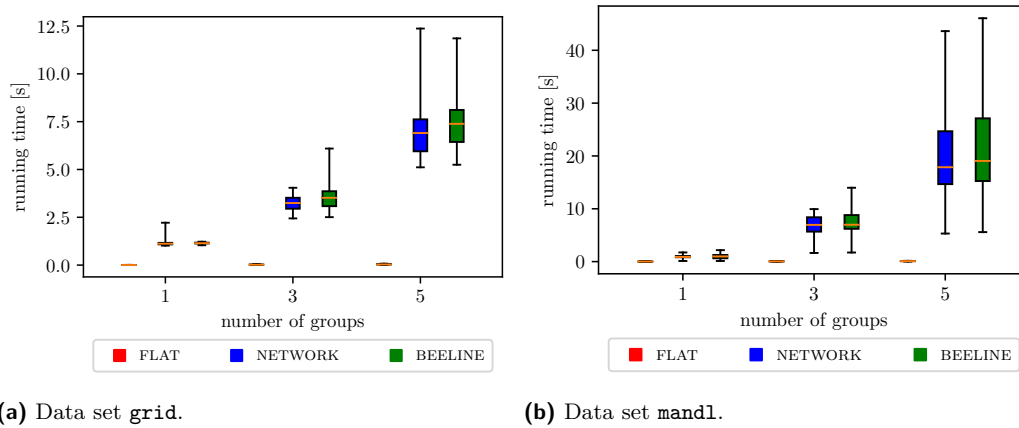 12.5
10.0
7.5
5.0
2.5
0.0
running time [s]
1 3 5
number of groups
FLAT NETWORK BEELINE
(a) Data set grid.
40
30
20
10
0
running time [s]
1 3 5
number of groups
FLAT NETWORK BEELINE
(b) Data set mandl.